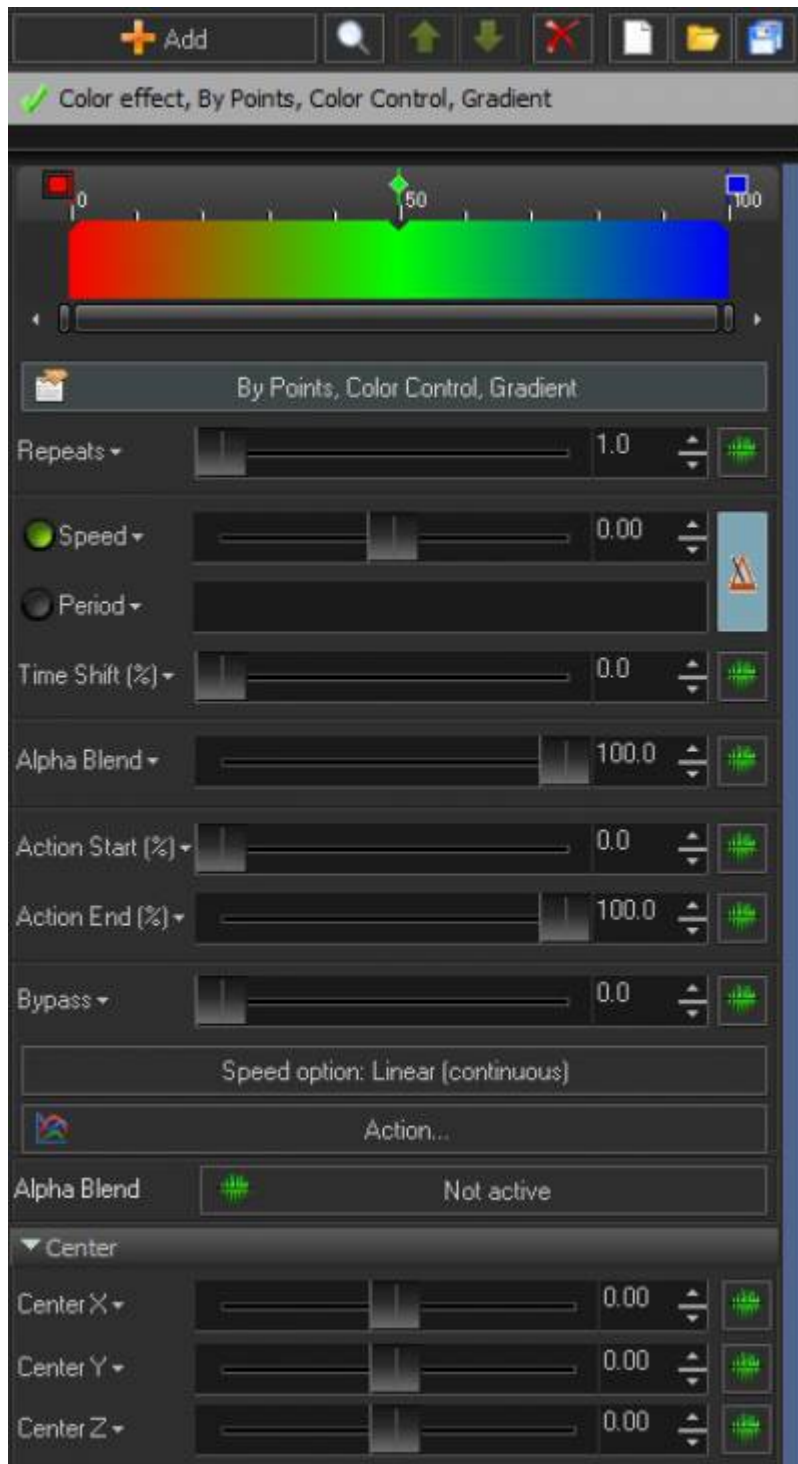 Add
Color effect, By Points, Color Control, Gradient
0 50 100
By Points, Color Control, Gradient
Repeats 1.0
Speed 0.00
Period
Time Shift (%) 0.0
Alpha Blend 100.0
Action Start (%) 0.0
Action End (%) 100.0
Bypass 0.0
Speed option: Linear (continuous)
Action...
Alpha Blend Not active
Center
Center X 0.00
Center Y 0.00
Center Z 0.00